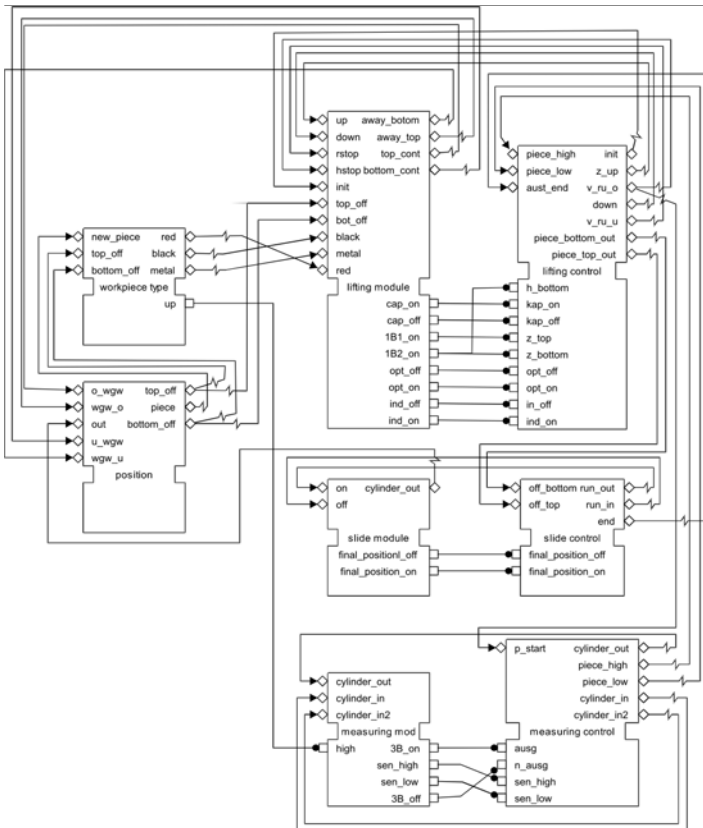 up away_botom
down away_top
rstop top_cont
hstop bottom_cont
init
top_off
bot_off
black
metal
red
lifting module
cap_on
cap_off
1B1_on
1B2_on
opt_off
opt_on
ind_off
ind_on
piece_high init
piece_low z_up
aust_end v_ru_o
down
v_ru_u
piece_bottom_out
piece_top_out
lifting control
h_bottom
kap_on
kap_off
z_top
z_bottom
opt_off
opt_on
in_off
ind_on
new_piece red
top_off black
bottom_off metal
workpiece type
up
o_wgw top_off
wgw_o piece
out bottom_off
u_wgw
wgw_u
position
on cylinder_out
off
slide module
final_positionl_off
final_position_on
off_bottom run_out
off_top run_in
end
slide control
final_position_off
final_position_on
cylinder_out
cylinder_in
cylinder_in2
measuring mod
high 3B_on
sen_high
sen_low
3B_off
p_start cylinder_out
piece_high
piece_low
cylinder_in
cylinder_in2
measuring control
ausg
n_ausg
sen_high
sen_low